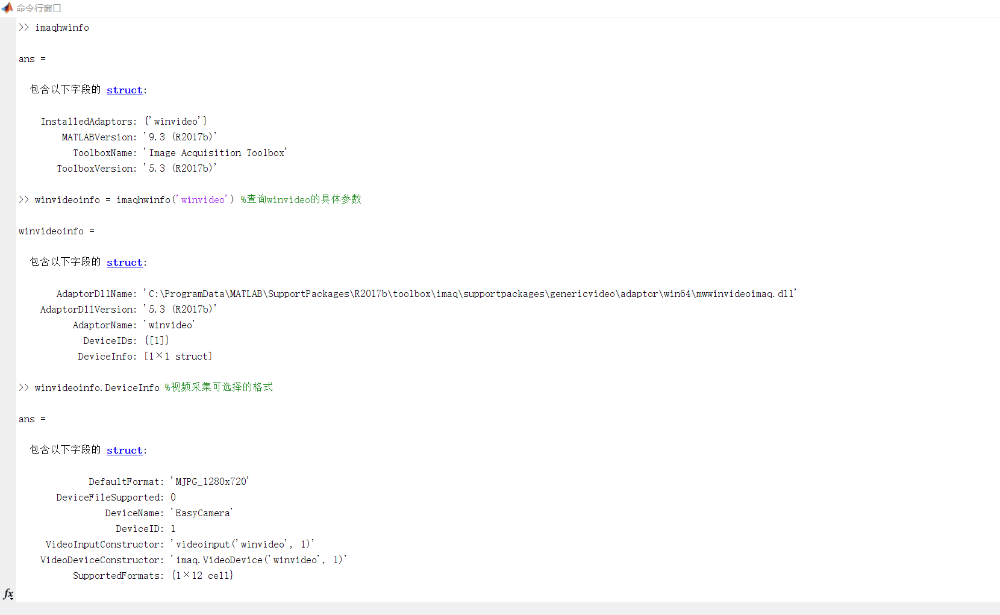 命令行窗口
>> imaqhwinfo
ans =
包含以下字段的 struct:
InstalledAdaptors: {'winvideo'}
MATLABVersion: '9.3 (R2017b)'
ToolboxName: 'Image Acquisition Toolbox'
ToolboxVersion: '5.3 (R2017b)'
>> winvideoinfo = imaqhwinfo('winvideo') %查询winvideo的具体参数
winvideoinfo =
包含以下字段的 struct:
AdaptorDllName: 'C:\ProgramData\MATLAB\SupportPackages\R2017b\toolbox\imaq\supportpackages\genericvideo\adaptor\win64\mwwinvideoimaq.dll'
AdaptorDllVersion: '5.3 (R2017b)'
AdaptorName: 'winvideo'
DeviceIDs: {[1]}
DeviceInfo: [1×1 struct]
>> winvideoinfo.DeviceInfo %视频采集可选择的格式
ans =
包含以下字段的 struct:
DefaultFormat: 'MJPG_1280x720'
DeviceFileSupported: 0
DeviceName: 'EasyCamera'
DeviceID: 1
VideoInputConstructor: 'videoinput('winvideo', 1)'
VideoDeviceConstructor: 'imaq.VideoDevice('winvideo', 1)'
SupportedFormats: {1×12 cell}
fx